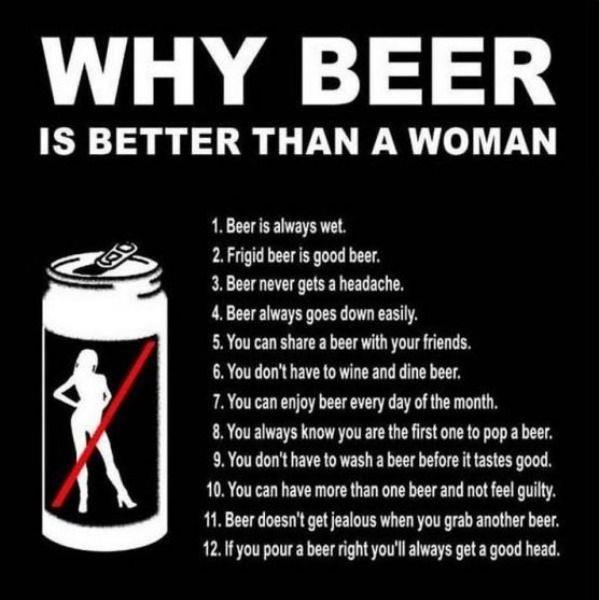 WHY BEER
IS BETTER THAN A WOMAN
1. Beer is always wet.
2. Frigid beer is good beer.
3. Beer never gets a headache.
4. Beer always goes down easily.
5. You can share a beer with your friends.
6. You don't have to wine and dine beer.
7. You can enjoy beer every day of the month.
8. You always know you are the first one to pop a beer.
9. You don't have to wash a beer before it tastes good.
10. You can have more than one beer and not feel guilty.
11. Beer doesn't get jealous when you grab another beer.
12. If you pour a beer right you'll always get a good head.